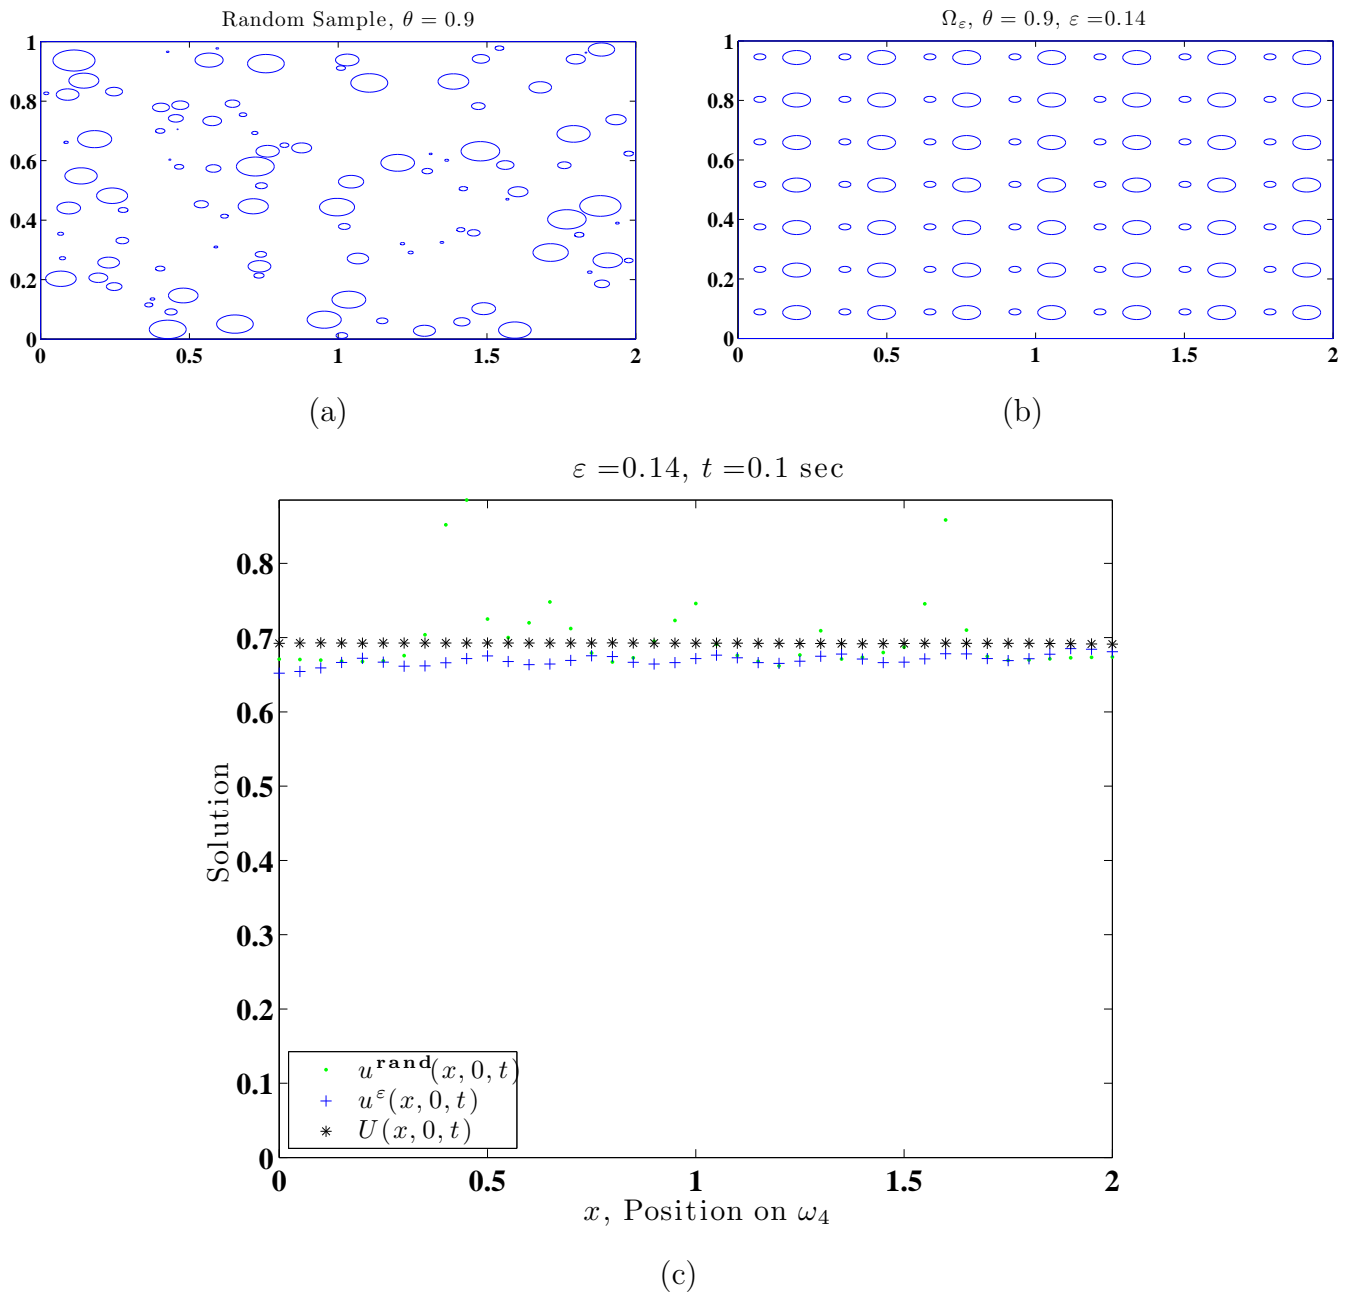 Random Sample, θ = 0.9
1
0.8
0.6
0.4
0.2
0
0 0.5 1 1.5 2
(a)
Ω_ε, θ = 0.9, ε =0.14
1
0.8
0.6
0.4
0.2
0
0 0.5 1 1.5 2
(b)
ε =0.14, t =0.1 sec
Solution
0.8
0.7
0.6
0.5
0.4
0.3
0.2
0.1
0
u^rand(x, 0, t)
u^ε(x, 0, t)
U(x, 0, t)
0 0.5 1 1.5 2
x, Position on ω₄
(c)